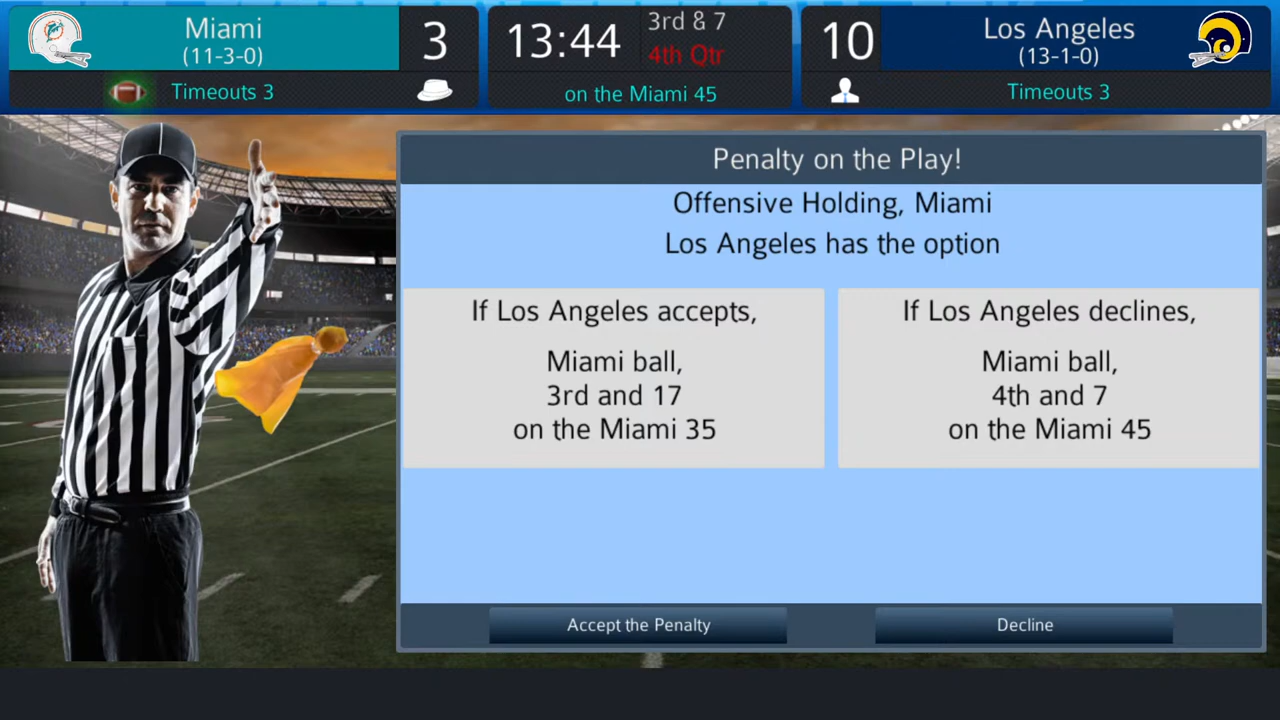 Miami
(11-3-0)
3
Timeouts 3
13:44
3rd & 7
4th Qtr
on the Miami 45
10
Los Angeles
(13-1-0)
Timeouts 3
Penalty on the Play!
Offensive Holding, Miami
Los Angeles has the option
If Los Angeles accepts,
Miami ball,
3rd and 17
on the Miami 35
If Los Angeles declines,
Miami ball,
4th and 7
on the Miami 45
Accept the Penalty
Decline